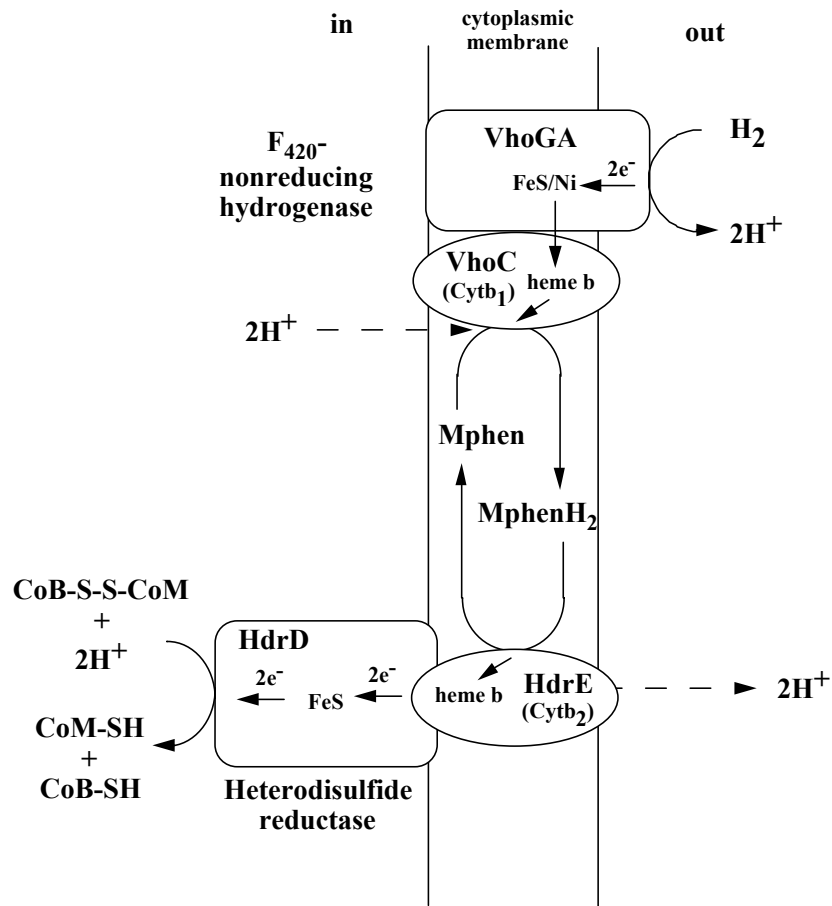 in
cytoplasmic
membrane
out
F420-
nonreducing
hydrogenase
VhoGA
FeS/Ni
2e-
H2
2H+
VhoC
(Cytb1)
heme b
2H+
Mphen
MphenH2
CoB-S-S-CoM
+
2H+
CoM-SH
+
CoB-SH
HdrD
2e-
FeS
2e-
heme b
HdrE
(Cytb2)
2H+
Heterodisulfide
reductase